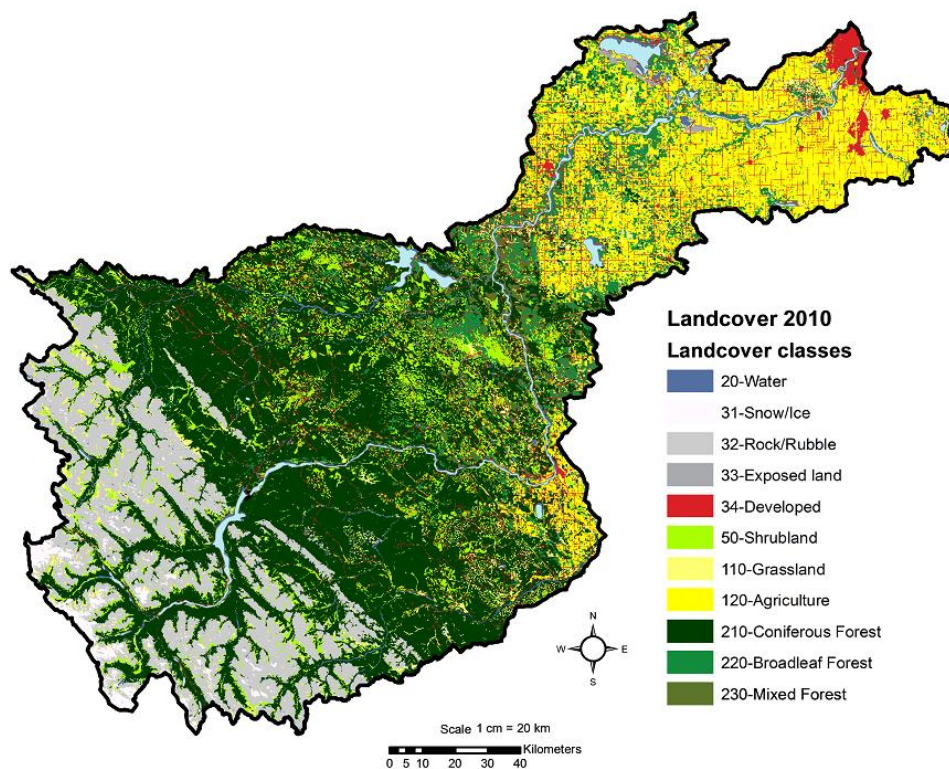 Landcover 2010
Landcover classes
20-Water
31-Snow/Ice
32-Rock/Rubble
33-Exposed land
34-Developed
50-Shrubland
110-Grassland
120-Agriculture
210-Coniferous Forest
220-Broadleaf Forest
230-Mixed Forest
N
W E
S
Scale 1 cm = 20 km
Kilometers
0 5 10 20 30 40